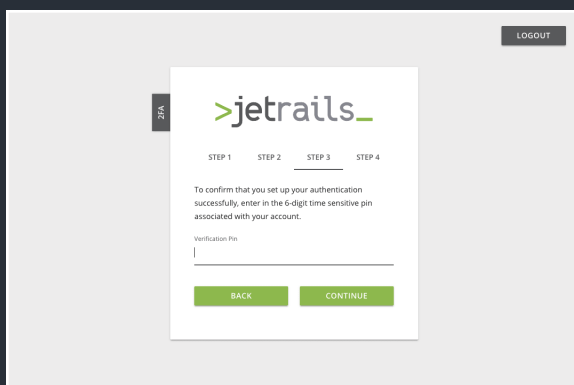 LOGOUT
2FA
>jetrails_
STEP 1 STEP 2 STEP 3 STEP 4
To confirm that you set up your authentication
successfully, enter in the 6-digit time sensitive pin
associated with your account.
Verification Pin
BACK CONTINUE